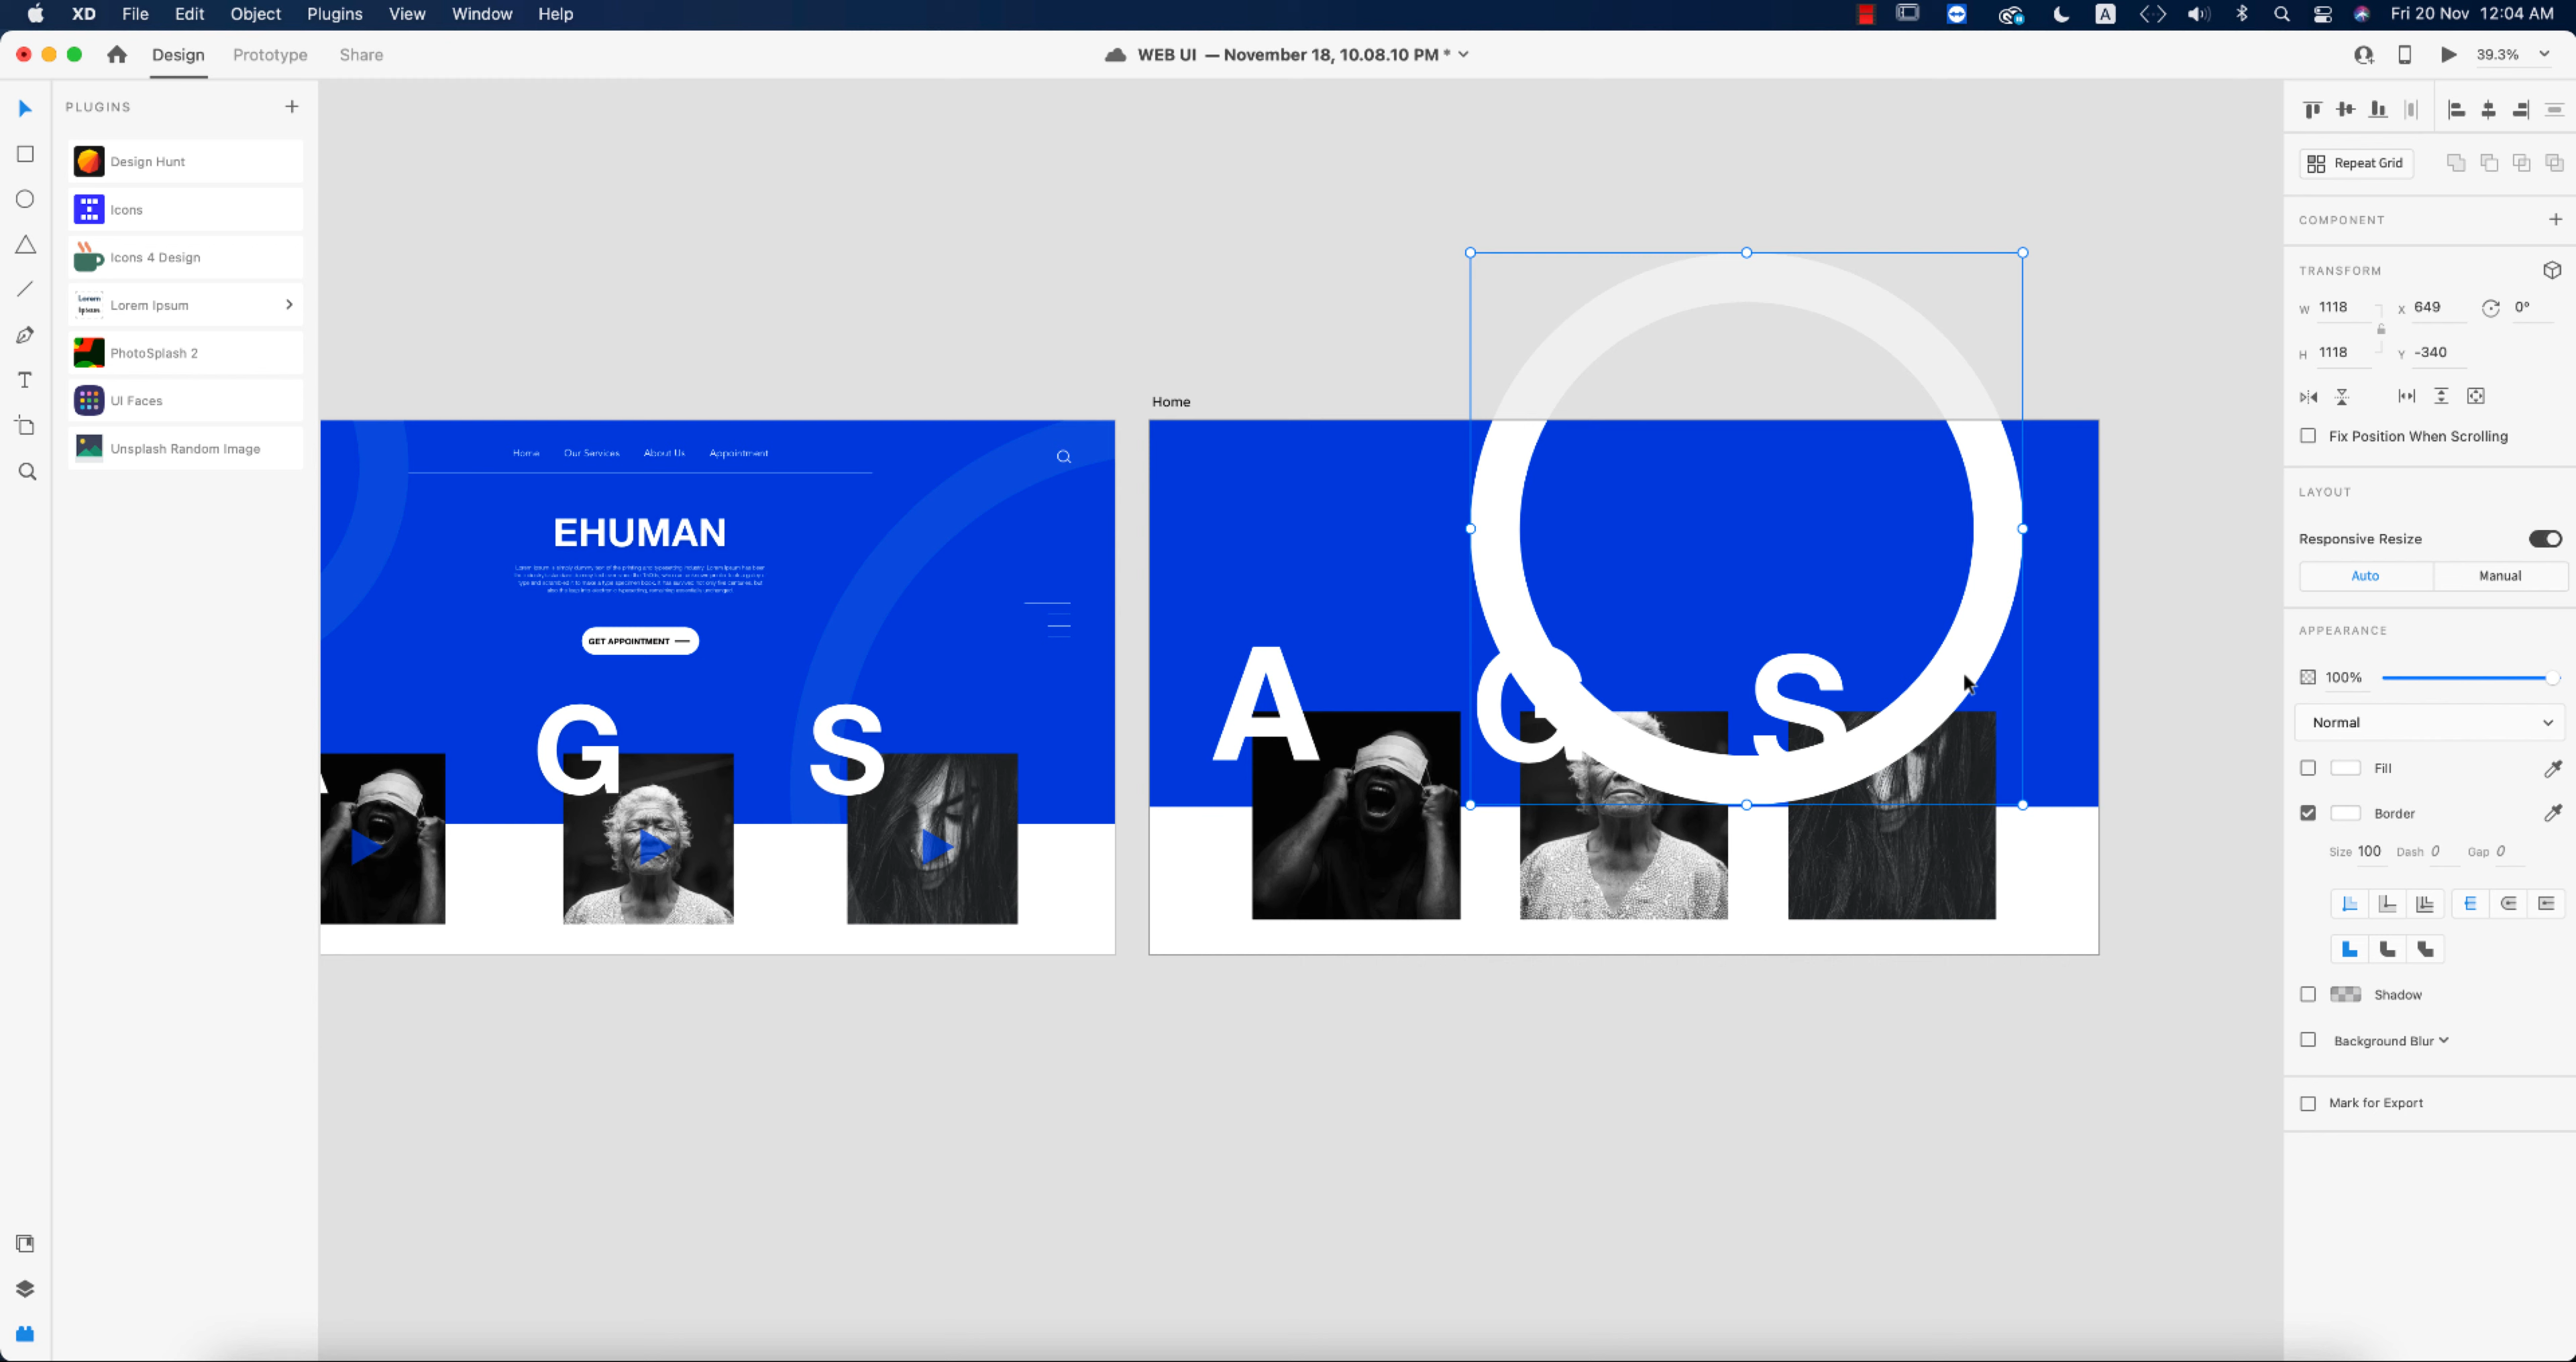 XD File Edit Object Plugins View Window Help
A
Fri 20 Nov 12:04 AM
Design Prototype Share
WEB UI — November 18, 10.08.10 PM *
39.3%
PLUGINS
Design Hunt
Icons
Icons 4 Design
Lorem Ipsum
Lorem Ipsum
PhotoSplash 2
UI Faces
Unsplash Random Image
Home Our Services About Us Appointment
EHUMAN
GET APPOINTMENT
G
S
Home
A
G
S
Repeat Grid
COMPONENT
TRANSFORM
W 1118 X 649 0°
H 1118 Y -340
Fix Position When Scrolling
LAYOUT
Responsive Resize
Auto Manual
APPEARANCE
100%
Normal
Fill
Border
Size 100 Dash 0 Gap 0
Shadow
Background Blur
Mark for Export